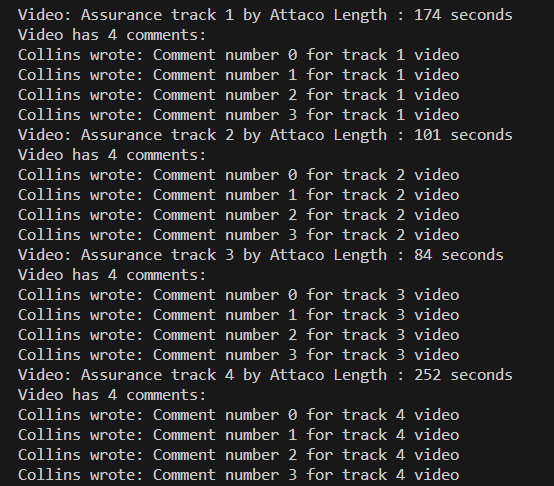 Video: Assurance track 1 by Attaco Length : 174 seconds
Video has 4 comments:
Collins wrote: Comment number 0 for track 1 video
Collins wrote: Comment number 1 for track 1 video
Collins wrote: Comment number 2 for track 1 video
Collins wrote: Comment number 3 for track 1 video
Video: Assurance track 2 by Attaco Length : 101 seconds
Video has 4 comments:
Collins wrote: Comment number 0 for track 2 video
Collins wrote: Comment number 1 for track 2 video
Collins wrote: Comment number 2 for track 2 video
Collins wrote: Comment number 3 for track 2 video
Video: Assurance track 3 by Attaco Length : 84 seconds
Video has 4 comments:
Collins wrote: Comment number 0 for track 3 video
Collins wrote: Comment number 1 for track 3 video
Collins wrote: Comment number 2 for track 3 video
Collins wrote: Comment number 3 for track 3 video
Video: Assurance track 4 by Attaco Length : 252 seconds
Video has 4 comments:
Collins wrote: Comment number 0 for track 4 video
Collins wrote: Comment number 1 for track 4 video
Collins wrote: Comment number 2 for track 4 video
Collins wrote: Comment number 3 for track 4 video